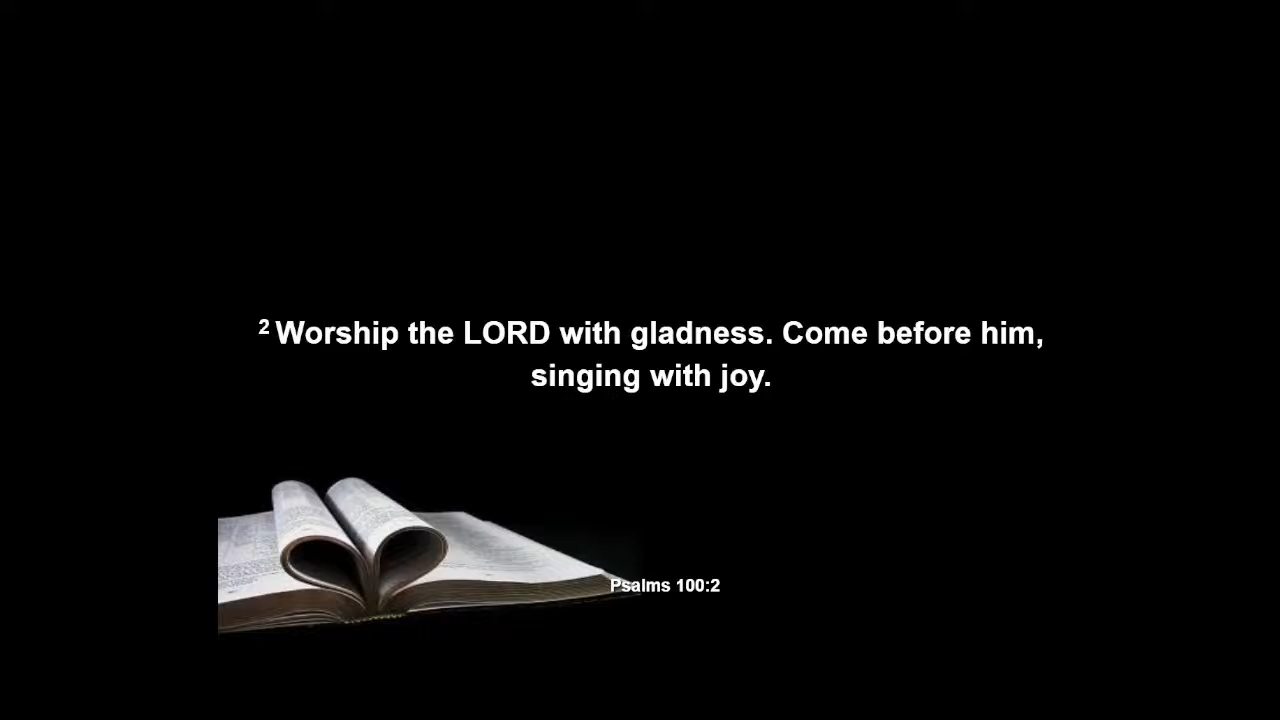 2 Worship the LORD with gladness. Come before him,
singing with joy.
Psalms 100:2